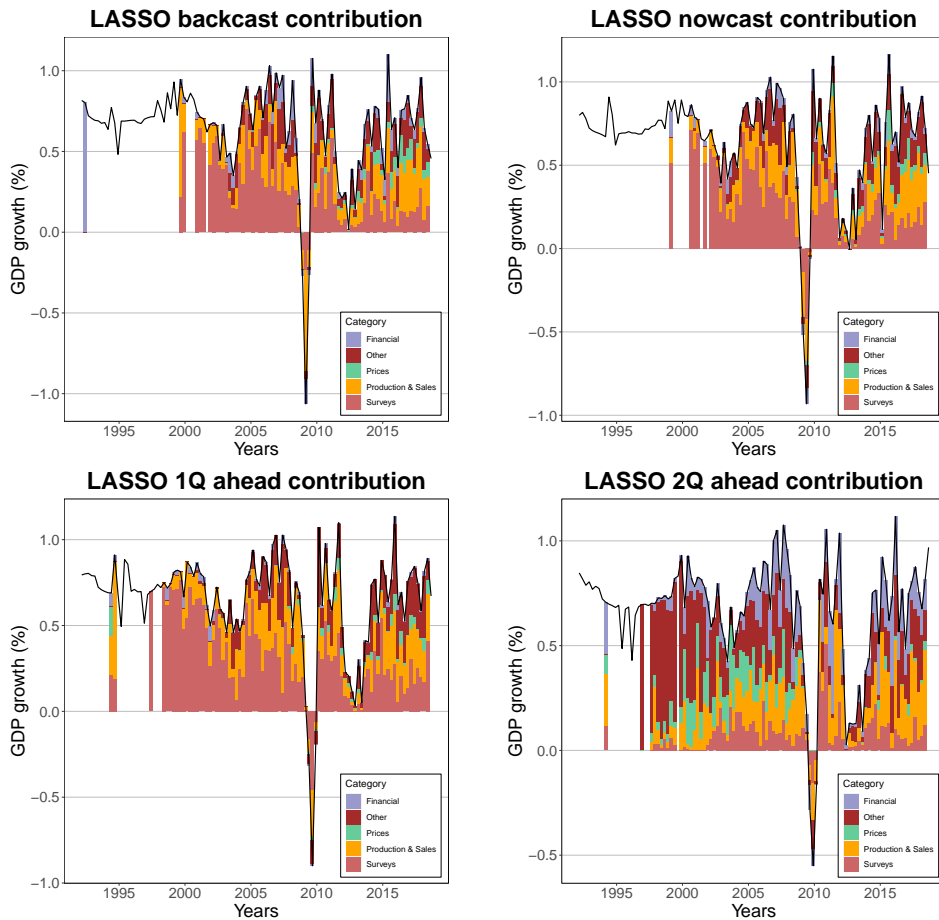 LASSO backcast contribution
GDP growth (%)
1.0
0.5
0.0
−0.5
−1.0
Category
Financial
Other
Prices
Production & Sales
Surveys
1995
2000
2005
2010
2015
Years
LASSO nowcast contribution
GDP growth (%)
1.0
0.5
0.0
−0.5
−1.0
Category
Financial
Other
Prices
Production & Sales
Surveys
1995
2000
2005
2010
2015
Years
LASSO 1Q ahead contribution
GDP growth (%)
1.0
0.5
0.0
−0.5
−1.0
Category
Financial
Other
Prices
Production & Sales
Surveys
1995
2000
2005
2010
2015
Years
LASSO 2Q ahead contribution
GDP growth (%)
1.0
0.5
0.0
−0.5
Category
Financial
Other
Prices
Production & Sales
Surveys
1995
2000
2005
2010
2015
Years